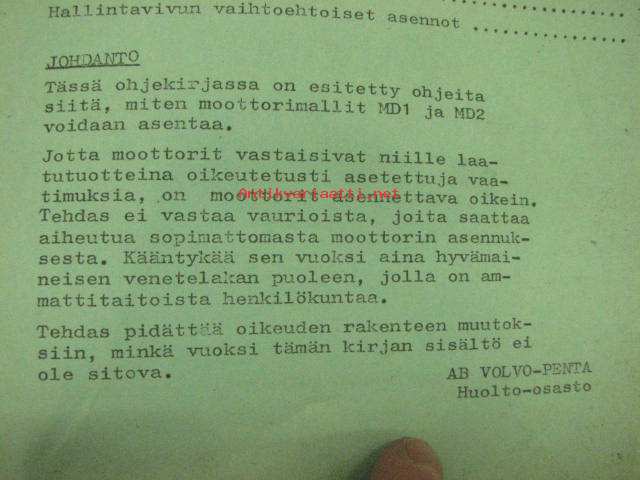 Hallintavivun vaihtoehtoiset asennot ..................
JOHDANTO
Tässä ohjekirjassa on esitetty ohjeita
siitä, miten moottorimallit MD1 ja MD2
voidaan asentaa.
Jotta moottorit vastaisivat niille laa-
tutuotteina oikeutetusti asetettuja vaa-
timuksia, on moottorit asennettava oikein.
Antikvariaatti.net
Tehdas ei vastaa vaurioista, joita saattaa
aiheutua sopimattomasta moottorin asennuk-
sesta. Kääntykää sen vuoksi aina hyvämai-
neisen venetelakan puoleen, jolla on am-
mattitaitoista henkilökuntaa.
Tehdas pidättää oikeuden rakenteen muutok-
siin, minkä vuoksi tämän kirjan sisältö ei
ole sitova.
AB VOLVO-PENTA
Huolto-osasto